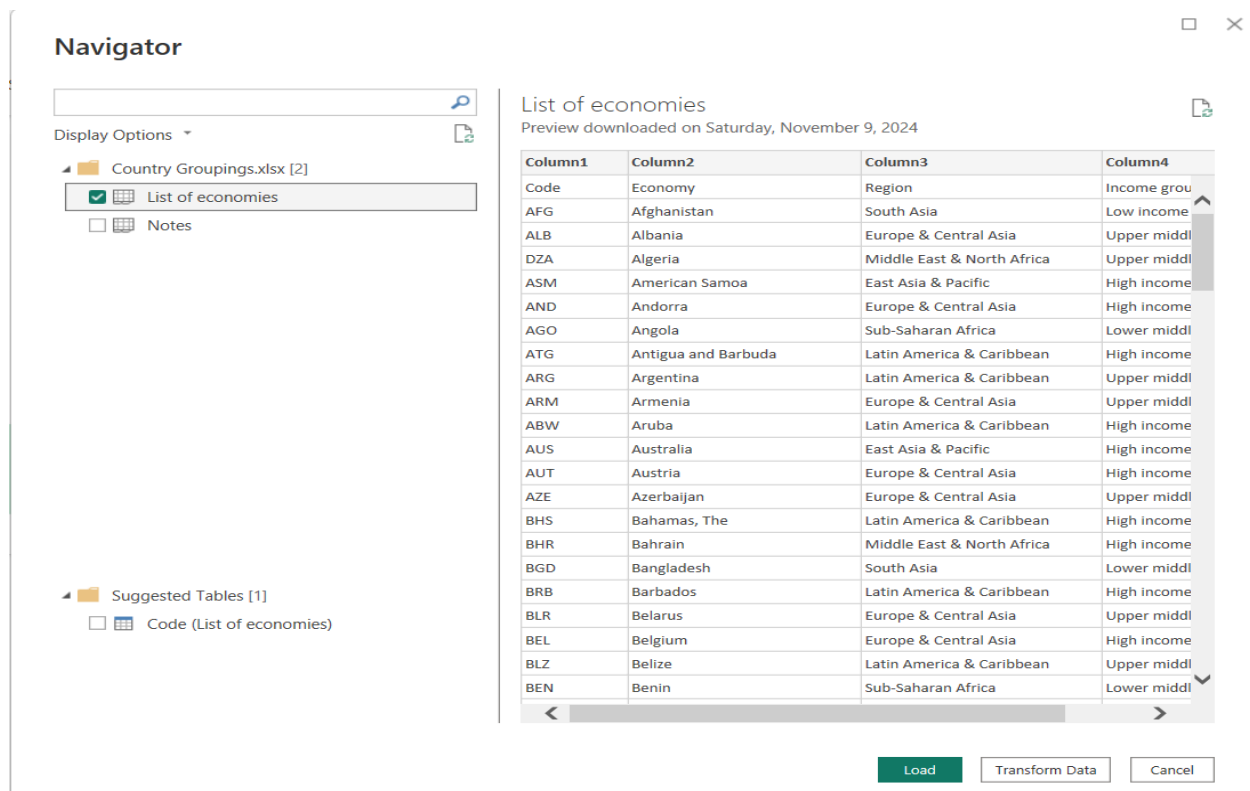 Navigator
Display Options
Country Groupings.xlsx [2]
List of economies
Notes
Suggested Tables [1]
Code (List of economies)
List of economies
Preview downloaded on Saturday, November 9, 2024
Column1 Column2 Column3 Column4
Code Economy Region Income grou
AFG Afghanistan South Asia Low income
ALB Albania Europe & Central Asia Upper middl
DZA Algeria Middle East & North Africa Upper middl
ASM American Samoa East Asia & Pacific High income
AND Andorra Europe & Central Asia High income
AGO Angola Sub-Saharan Africa Lower middl
ATG Antigua and Barbuda Latin America & Caribbean High income
ARG Argentina Latin America & Caribbean Upper middl
ARM Armenia Europe & Central Asia Upper middl
ABW Aruba Latin America & Caribbean High income
AUS Australia East Asia & Pacific High income
AUT Austria Europe & Central Asia High income
AZE Azerbaijan Europe & Central Asia Upper middl
BHS Bahamas, The Latin America & Caribbean High income
BHR Bahrain Middle East & North Africa High income
BGD Bangladesh South Asia Lower middl
BRB Barbados Latin America & Caribbean High income
BLR Belarus Europe & Central Asia Upper middl
BEL Belgium Europe & Central Asia High income
BLZ Belize Latin America & Caribbean Upper middl
BEN Benin Sub-Saharan Africa Lower middl
Load Transform Data Cancel